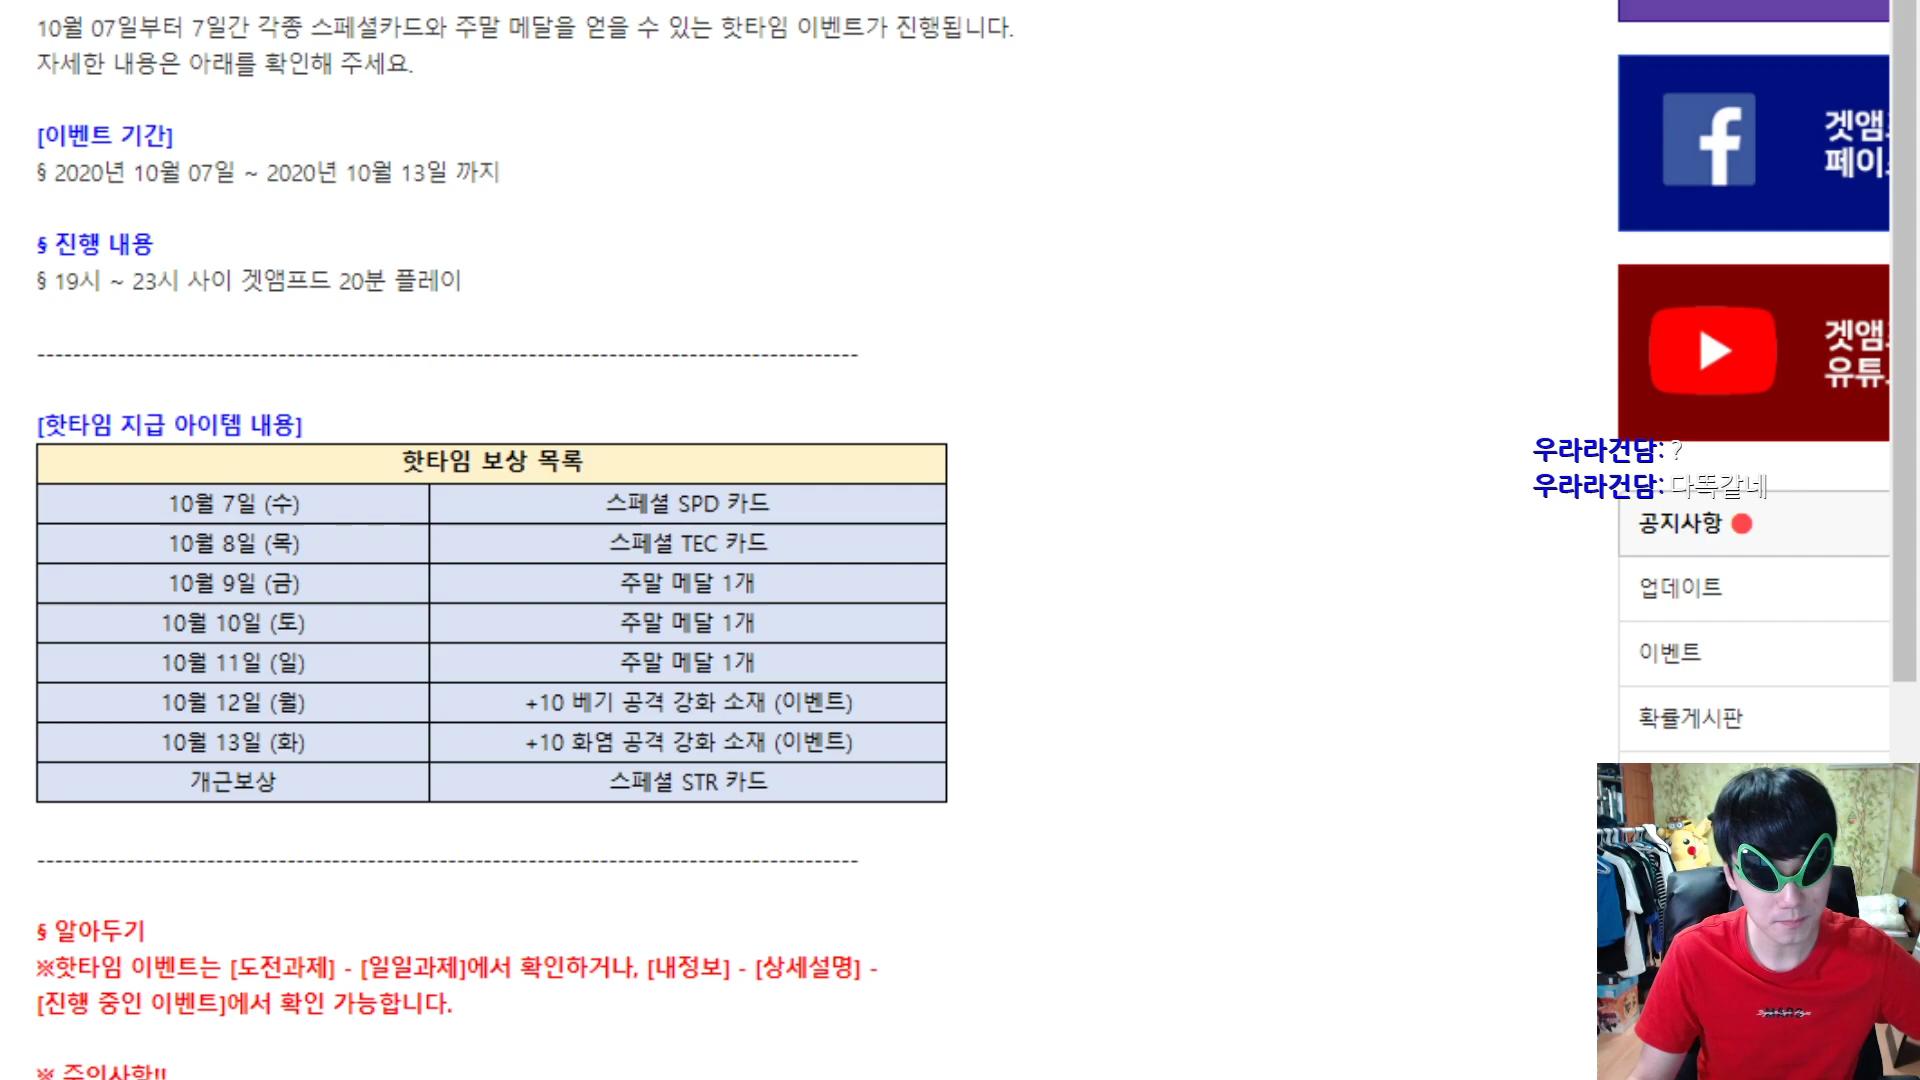 10월 07일부터 7일간 각종 스페셜카드와 주말 메달을 얻을 수 있는 핫타임 이벤트가 진행됩니다.
자세한 내용은 아래를 확인해 주세요.
[이벤트 기간]
§ 2020년 10월 07일 ~ 2020년 10월 13일 까지
§ 진행 내용
§ 19시 ~ 23시 사이 겟앰프드 20분 플레이
[핫타임 지급 아이템 내용]
핫타임 보상 목록
10월 7일 (수) 스페셜 SPD 카드
10월 8일 (목) 스페셜 TEC 카드
10월 9일 (금) 주말 메달 1개
10월 10일 (토) 주말 메달 1개
10월 11일 (일) 주말 메달 1개
10월 12일 (월) +10 베기 공격 강화 소재 (이벤트)
10월 13일 (화) +10 화염 공격 강화 소재 (이벤트)
개근보상 스페셜 STR 카드
§ 알아두기
※핫타임 이벤트는 [도전과제] - [일일과제]에서 확인하거나, [내정보] - [상세설명] -
[진행 중인 이벤트]에서 확인 가능합니다.
※ 주의사항!!
겟앰
페이
겟앰
유튜
우라라건담: ?
우라라건담: 다똑같네
공지사항
업데이트
이벤트
확률게시판